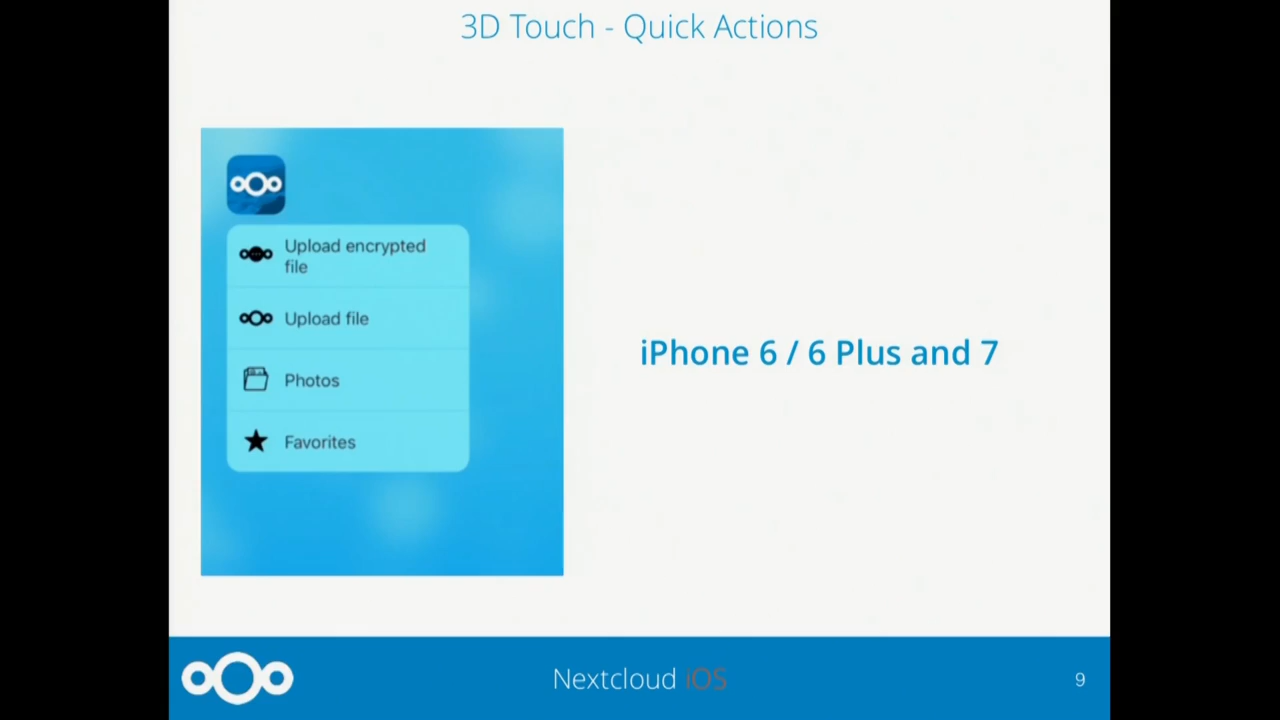 3D Touch - Quick Actions
Upload encrypted
file
Upload file
Photos
Favorites
iPhone 6 / 6 Plus and 7
Nextcloud iOS
9